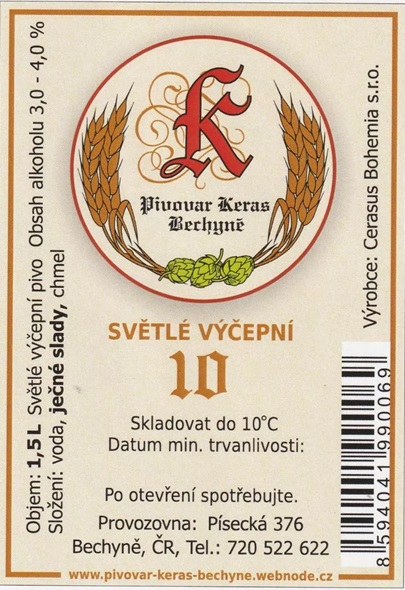 K
Pivovar Keras
Bechyně
SVĚTLÉ VÝČEPNÍ
10
Skladovat do 10°C
Datum min. trvanlivosti:
Po otevření spotřebujte.
Provozovna: Písecká 376
Bechyně, ČR, Tel.: 720 522 622
www.pivovar-keras-bechyne.webnode.cz
Objem: 1,5 L Světlé výčepní pivo Obsah alkoholu 3,0 - 4,0 %
Složení: voda, ječné slady, chmel
Výrobce: Cerasus Bohemia s.r.o.
8 594041 990069